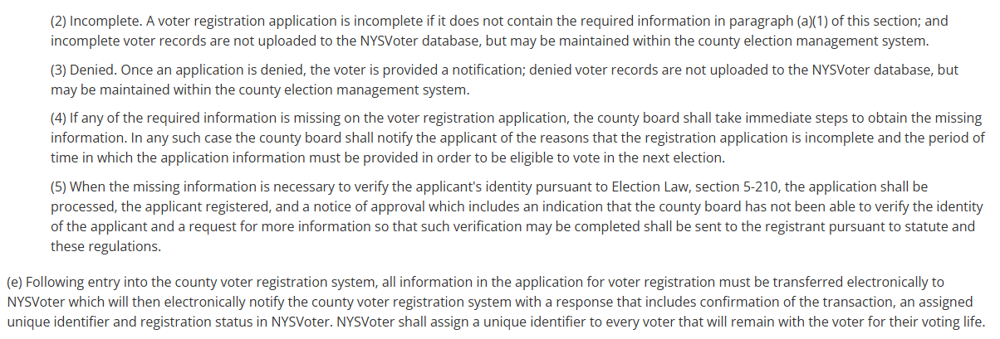 (2) Incomplete. A voter registration application is incomplete if it does not contain the required information in paragraph (a)(1) of this section; and
incomplete voter records are not uploaded to the NYSVoter database, but may be maintained within the county election management system.
(3) Denied. Once an application is denied, the voter is provided a notification; denied voter records are not uploaded to the NYSVoter database, but
may be maintained within the county election management system.
(4) If any of the required information is missing on the voter registration application, the county board shall take immediate steps to obtain the missing
information. In any such case the county board shall notify the applicant of the reasons that the registration application is incomplete and the period of
time in which the application information must be provided in order to be eligible to vote in the next election.
(5) When the missing information is necessary to verify the applicant's identity pursuant to Election Law, section 5-210, the application shall be
processed, the applicant registered, and a notice of approval which includes an indication that the county board has not been able to verify the identity
of the applicant and a request for more information so that such verification may be completed shall be sent to the registrant pursuant to statute and
these regulations.
(e) Following entry into the county voter registration system, all information in the application for voter registration must be transferred electronically to
NYSVoter which will then electronically notify the county voter registration system with a response that includes confirmation of the transaction, an assigned
unique identifier and registration status in NYSVoter. NYSVoter shall assign a unique identifier to every voter that will remain with the voter for their voting life.